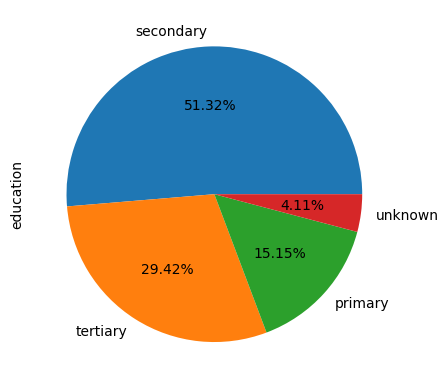 secondary
51.32%
education
4.11%
unknown
15.15%
29.42%
primary
tertiary